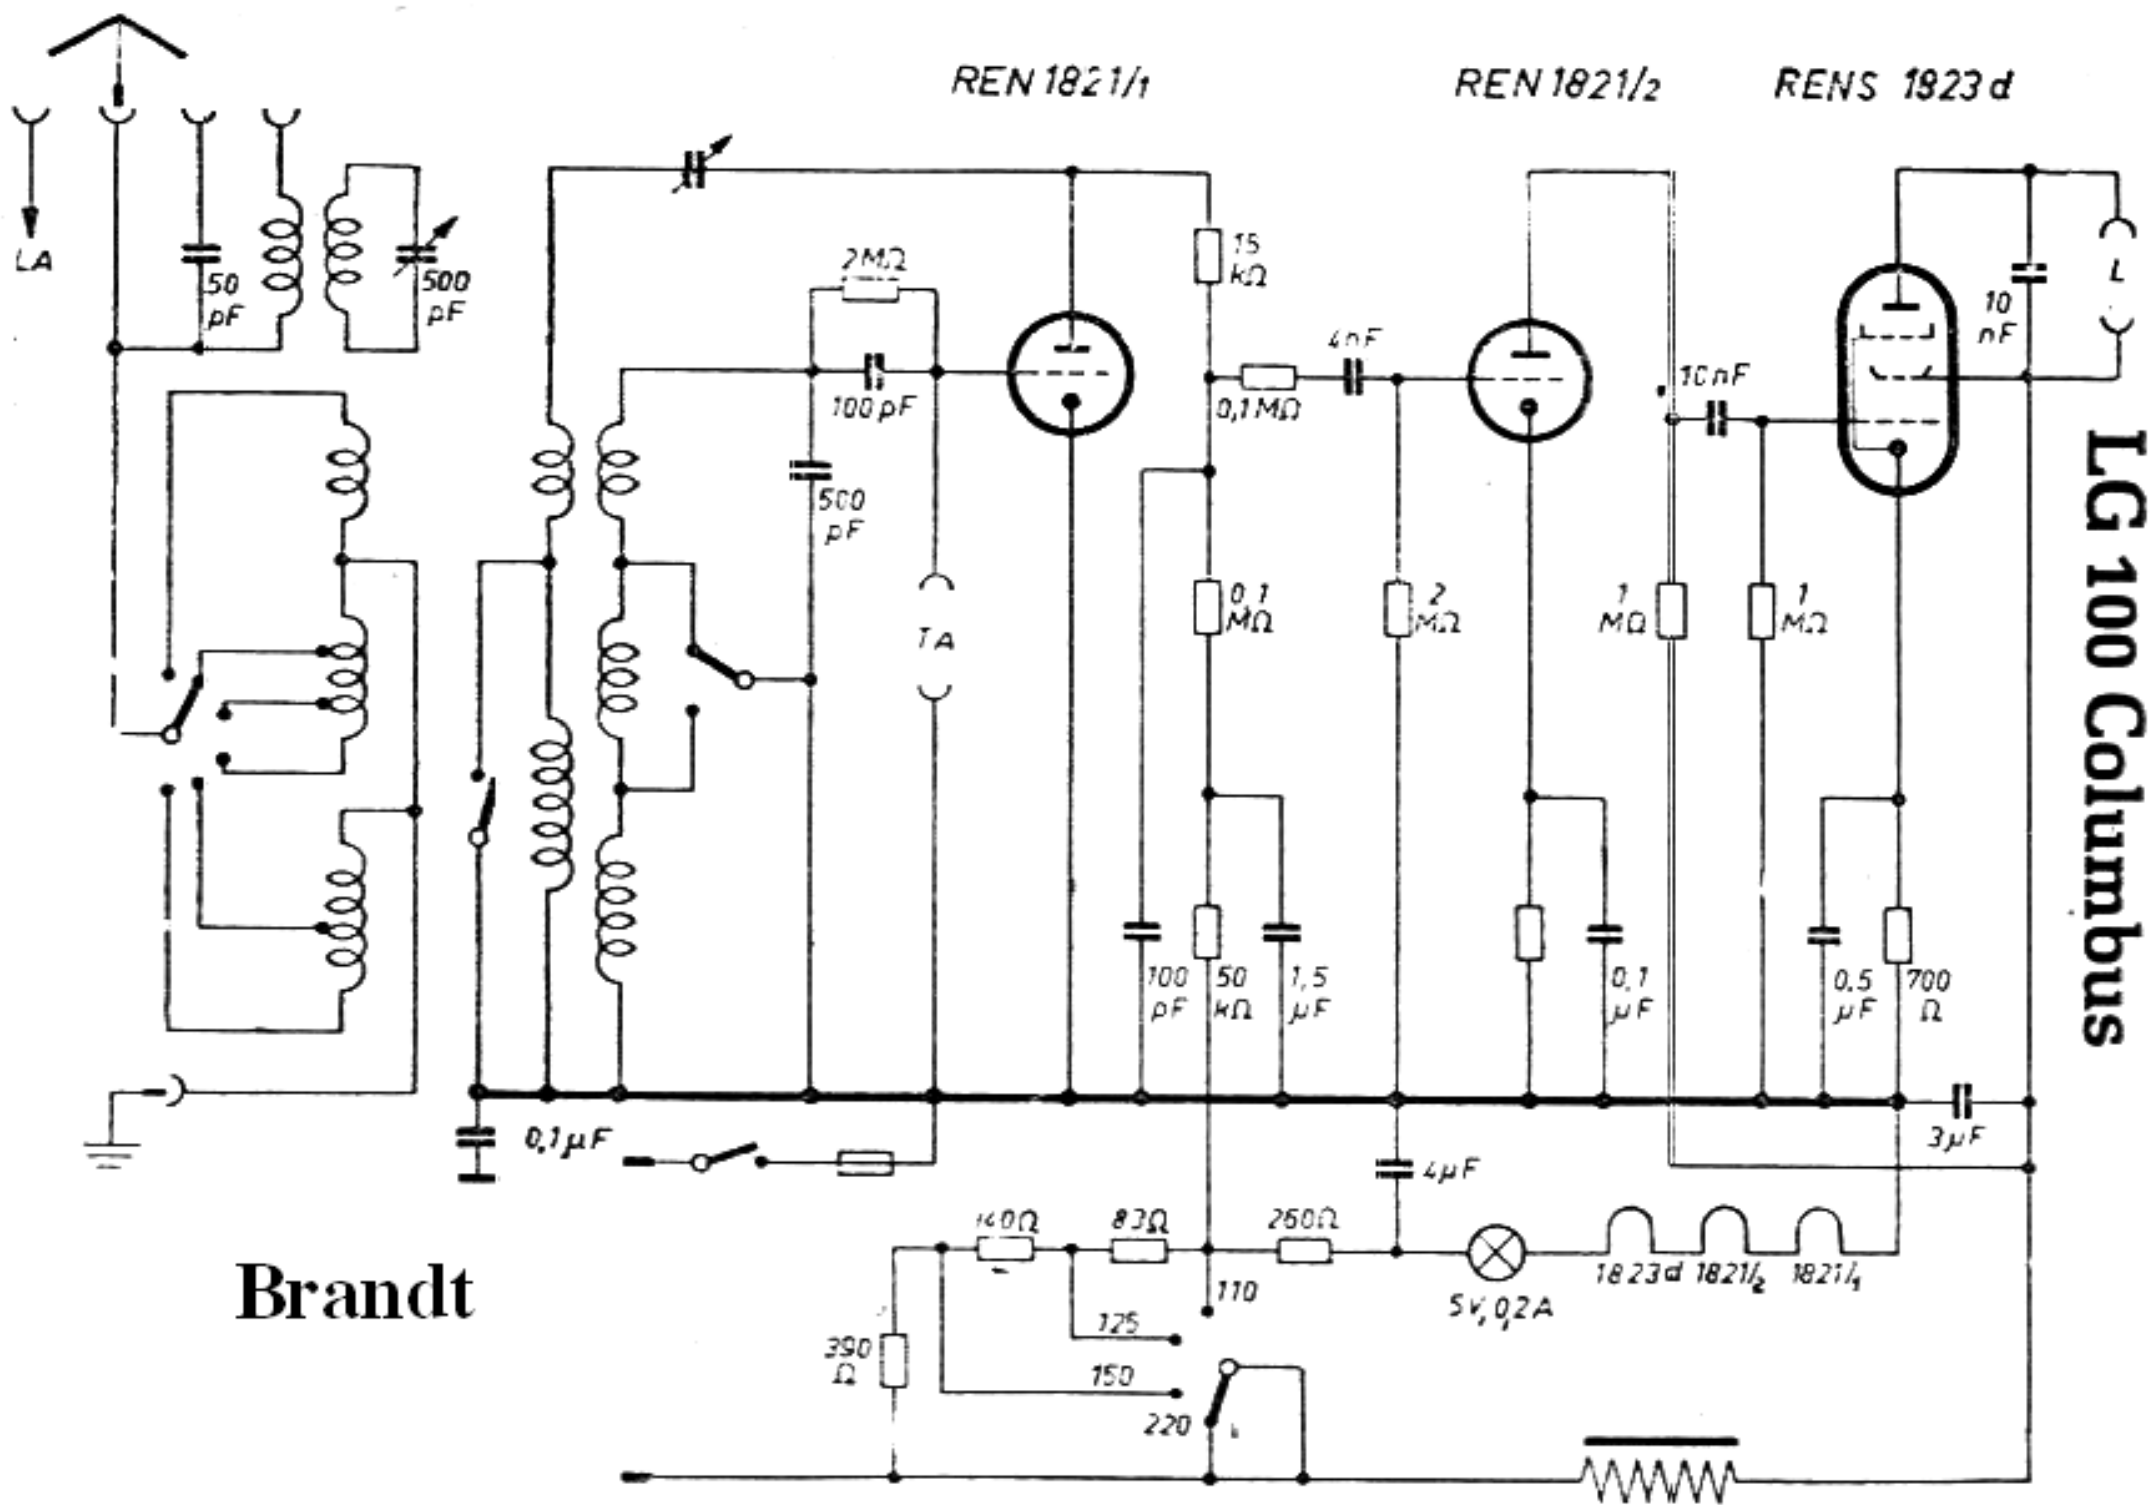 REN 1821/1
REN 1821/2
RENS 1823 d
LA
50
pF
500
pF
2MΩ
100 pF
500
pF
TA
15
kΩ
0,1MΩ
4nF
10nF
10
nF
L
0,1
MΩ
2
MΩ
1
MΩ
1
MΩ
100
pF
50
kΩ
1,5
µF
0,1
µF
0,5
µF
700
Ω
3µF
0,1µF
4µF
140Ω
83Ω
260Ω
110
125
150
220
390
Ω
5V, 0,2A
1823d
1821/2
1821/1
Brandt
LG 100 Columbus